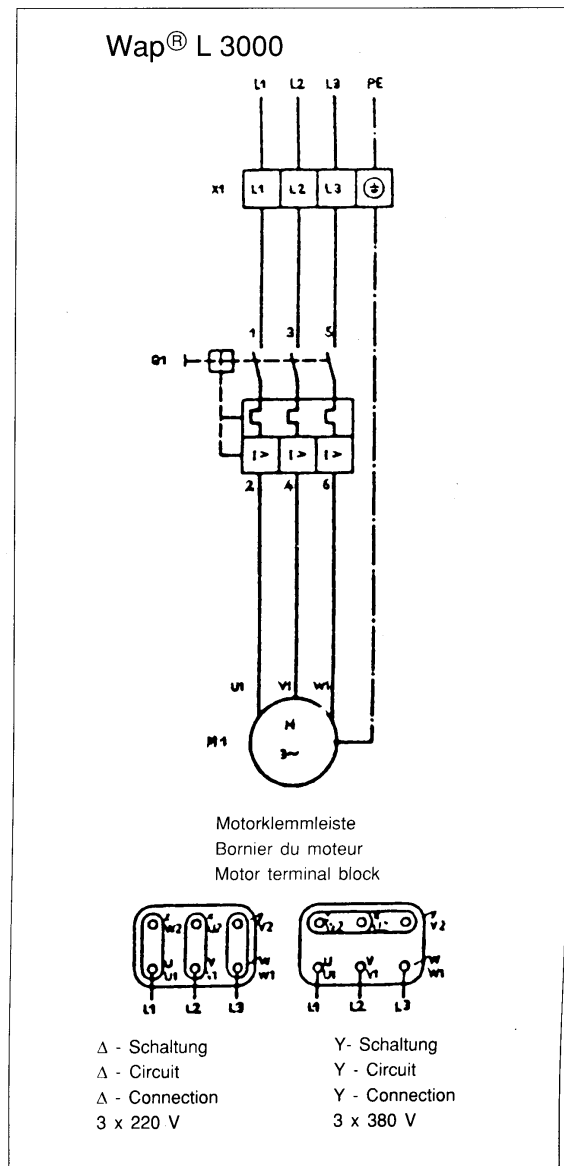 Wap® L 3000
L1 L2 L3 PE
X1 L1 L2 L3
1 3 5
Q1
I> I> I>
2 4 6
U1 V1 W1
M1
M
3~
Motorklemmleiste
Bornier du moteur
Motor terminal block
W2 U2 V2
U V W
U1 V1 W1
L1 L2 L3
V2
U V W
U1 V1 W1
L1 L2 L3
Δ - Schaltung
Δ - Circuit
Δ - Connection
3 x 220 V
Y- Schaltung
Y - Circuit
Y - Connection
3 x 380 V